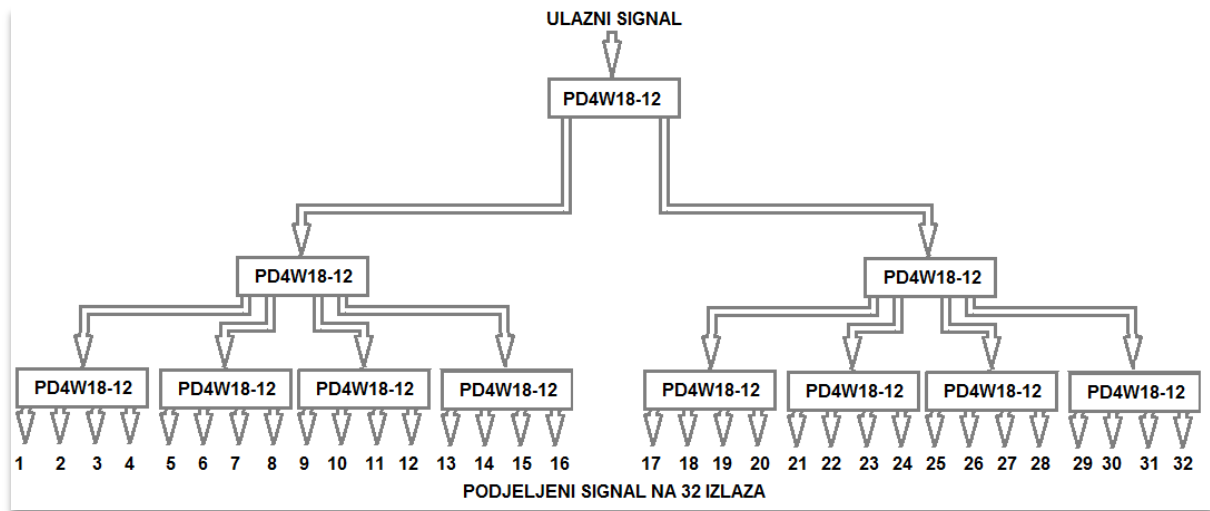 ULAZNI SIGNAL
PD4W18-12
PD4W18-12 PD4W18-12
PD4W18-12 PD4W18-12 PD4W18-12 PD4W18-12 PD4W18-12 PD4W18-12 PD4W18-12 PD4W18-12
1 2 3 4 5 6 7 8 9 10 11 12 13 14 15 16 17 18 19 20 21 22 23 24 25 26 27 28 29 30 31 32
PODJELJENI SIGNAL NA 32 IZLAZA